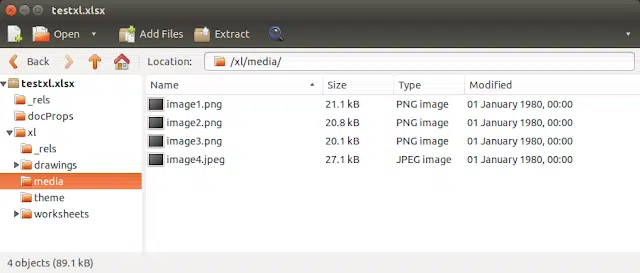 testxl.xlsx
Open Add Files Extract
Back Location: /xl/media/
testxl.xlsx
_rels
docProps
xl
_rels
drawings
media
theme
worksheets
Name Size Type Modified
image1.png 21.1 kB PNG image 01 January 1980, 00:00
image2.png 20.8 kB PNG image 01 January 1980, 00:00
image3.png 20.1 kB PNG image 01 January 1980, 00:00
image4.jpeg 27.1 kB JPEG image 01 January 1980, 00:00
4 objects (89.1 kB)